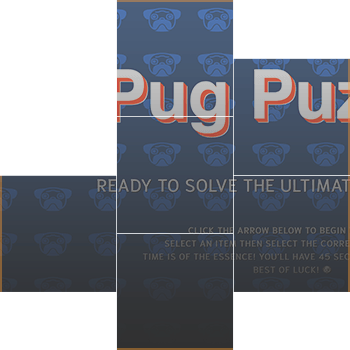 Pug Puz
READY TO SOLVE THE ULTIMAT
CLICK THE ARROW BELOW TO BEGIN
SELECT AN ITEM THEN SELECT THE CORRE
TIME IS OF THE ESSENCE! YOU'LL HAVE 45 SEC
BEST OF LUCK! ®